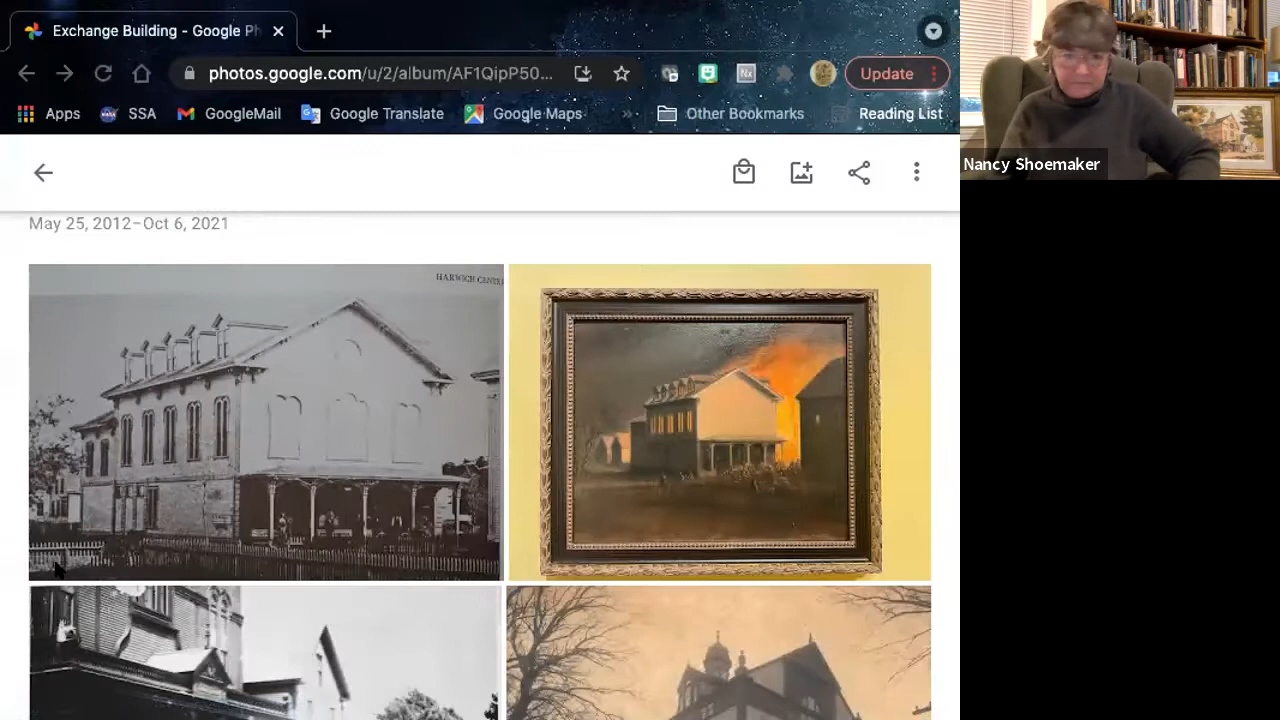 Exchange Building - Google Ph
photos.google.com/u/2/album/AF1QipP50...
Update
Apps
SSA
GoogleMail
Google Translate
Google Maps
Other Bookmarks
Reading List
Nancy Shoemaker
May 25, 2012–Oct 6, 2021
HARWICH CENTE